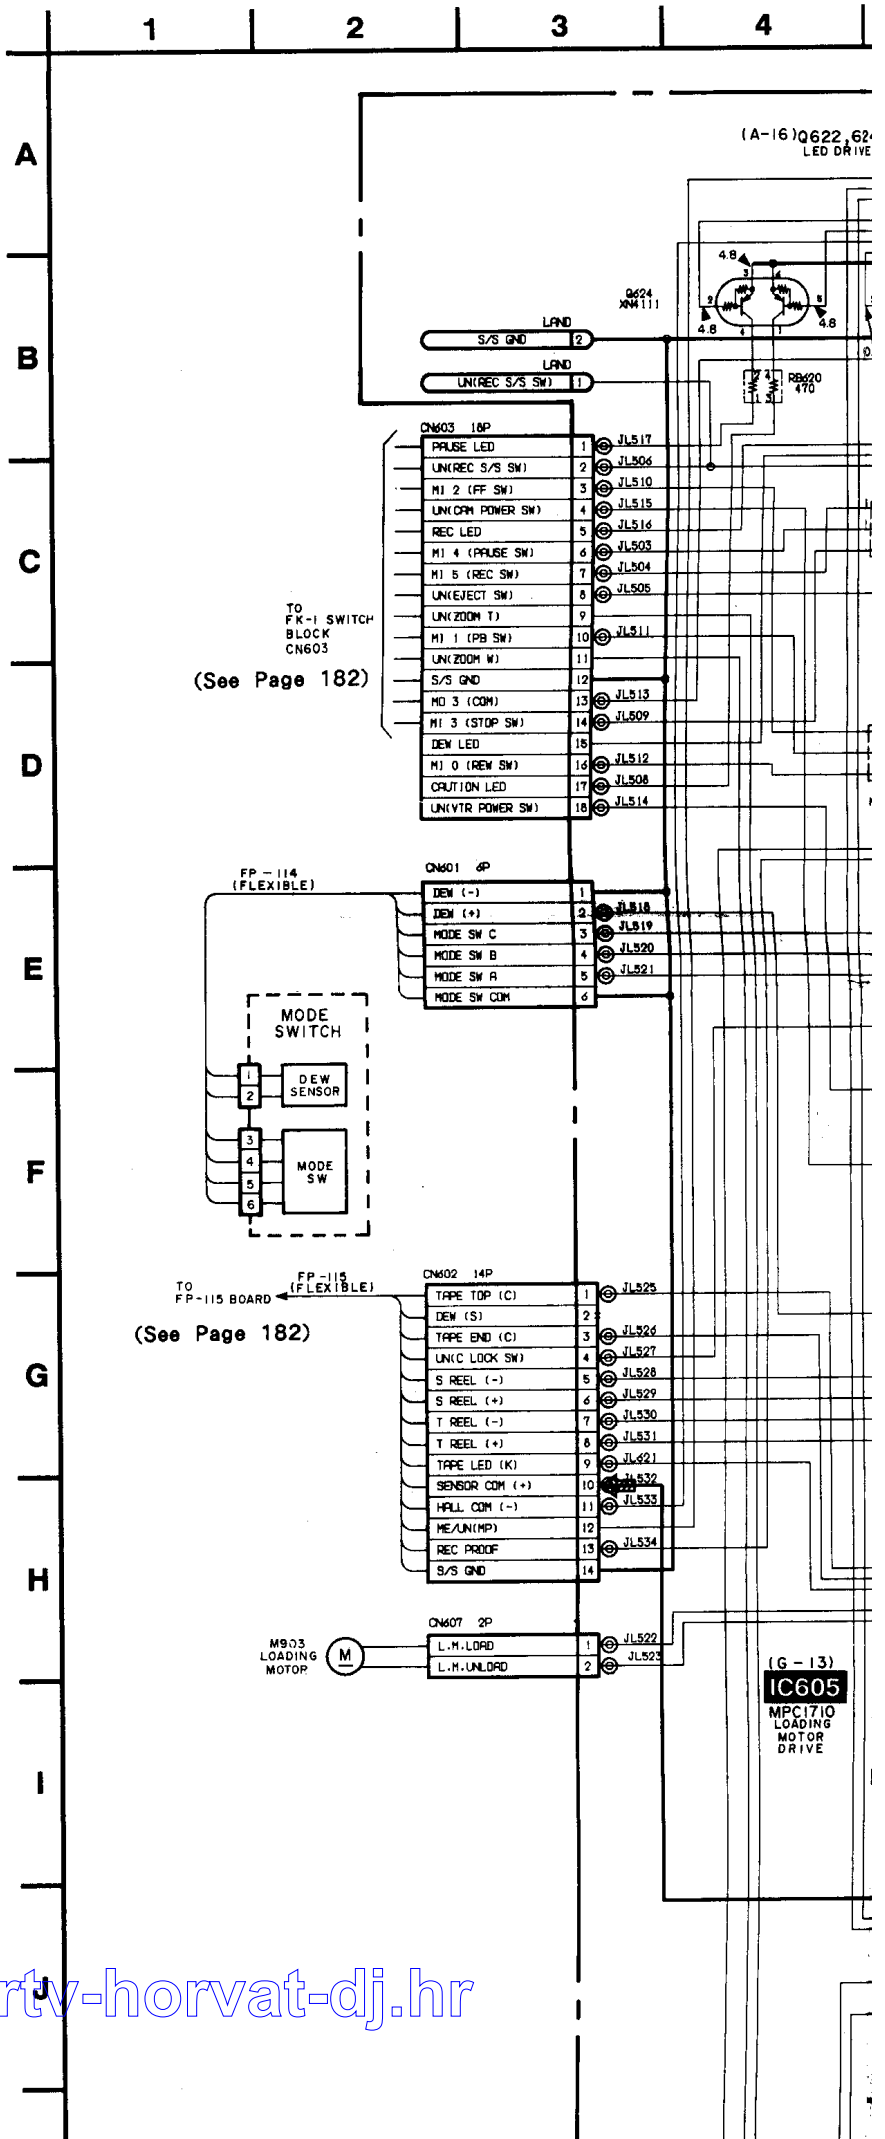 1 2 3 4
A
(A-16)Q622,624
LED DRIVE
4.8
3 4
Q624
XN4111
2 5
4.8 4.8
4 1
LAND
S/S GND 2
B
LAND
UN(REC S/S SW) 1
RB620
470
CN603 18P
PAUSE LED 1 JL517
UN(REC S/S SW) 2 JL506
MI 2 (FF SW) 3 JL510
UN(CAM POWER SW) 4 JL515
REC LED 5 JL516
C
MI 4 (PAUSE SW) 6 JL503
MI 5 (REC SW) 7 JL504
UN(EJECT SW) 8 JL505
UN(ZOOM T) 9
MI 1 (PB SW) 10 JL511
UN(ZOOM W) 11
S/S GND 12
MO 3 (COM) 13 JL513
MI 3 (STOP SW) 14 JL509
DEW LED 15
MI 0 (REW SW) 16 JL512
CAUTION LED 17 JL508
UN(VTR POWER SW) 18 JL514
TO
FK-1 SWITCH
BLOCK
CN603
(See Page 182)
D
FP-114
(FLEXIBLE)
CN601 6P
DEW (-) 1
DEW (+) 2 JL518
MODE SW C 3 JL519
MODE SW B 4 JL520
MODE SW A 5 JL521
MODE SW COM 6
E
MODE
SWITCH
1
2
DEW
SENSOR
3
4
5
6
MODE
SW
F
TO
FP-115 BOARD
FP-115
(FLEXIBLE)
(See Page 182)
CN602 14P
TAPE TOP (C) 1 JL525
DEW (S) 2
TAPE END (C) 3 JL526
UN(C LOCK SW) 4 JL527
G
S REEL (-) 5 JL528
S REEL (+) 6 JL529
T REEL (-) 7 JL530
T REEL (+) 8 JL531
TAPE LED (K) 9 JL621
SENSOR COM (+) 10 JL532
HALL COM (-) 11 JL533
ME/UN(MP) 12
REC PROOF 13 JL534
S/S GND 14
H
CN607 2P
L.M.LOAD 1 JL522
L.M.UNLOAD 2 JL523
M903
LOADING
MOTOR
M
(G-13)
IC605
MPC1710
LOADING
MOTOR
DRIVE
I
J
rtv-horvat-dj.hr